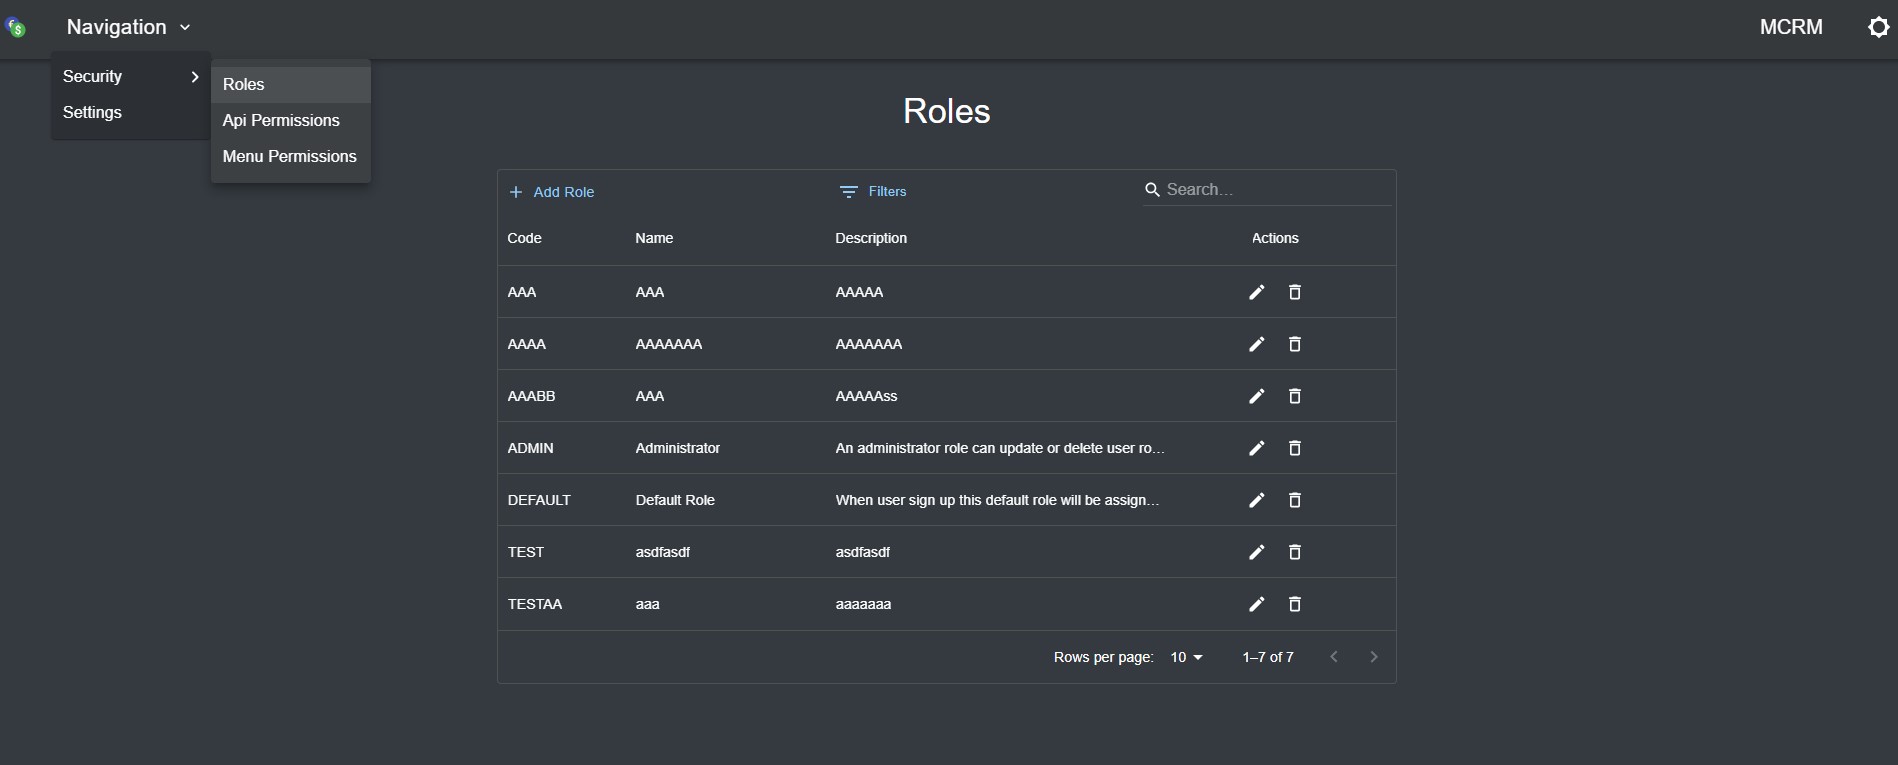 Navigation
MCRM
Security
Settings
Roles
Api Permissions
Menu Permissions
Roles
Add Role
Filters
Search...
Code Name Description Actions
AAA AAA AAAAA
AAAA AAAAAAA AAAAAAA
AAABB AAA AAAAAss
ADMIN Administrator An administrator role can update or delete user ro...
DEFAULT Default Role When user sign up this default role will be assign...
TEST asdfasdf asdfasdf
TESTAA aaa aaaaaaa
Rows per page: 10 1–7 of 7